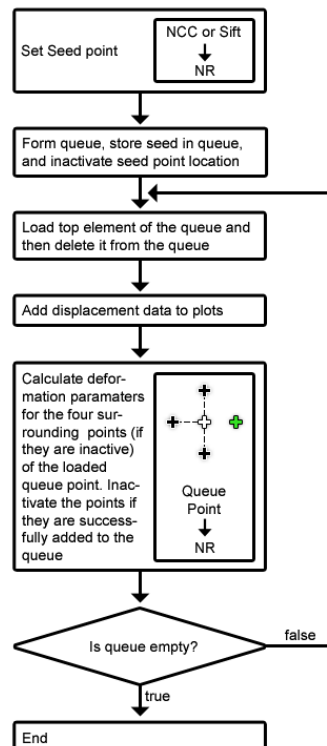 Set Seed point
NCC or Sift
NR
Form queue, store seed in queue,
and inactivate seed point location
Load top element of the queue and
then delete it from the queue
Add displacement data to plots
Calculate defor-
mation paramaters
for the four sur-
rounding points (if
they are inactive)
of the loaded
queue point. Inac-
tivate the points if
they are success-
fully added to the
queue
Queue
Point
NR
Is queue empty?
false
true
End